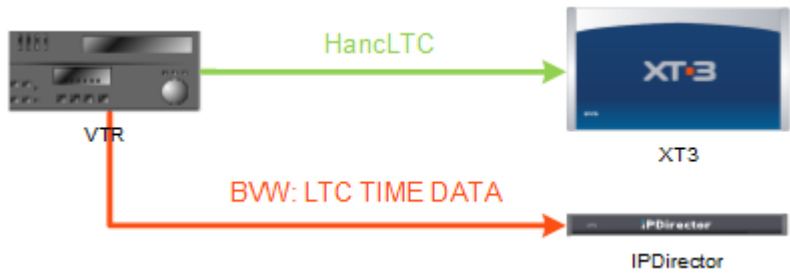 HancLTC
XT3
VTR
XT3
BVW: LTC TIME DATA
iPDirector
IPDirector